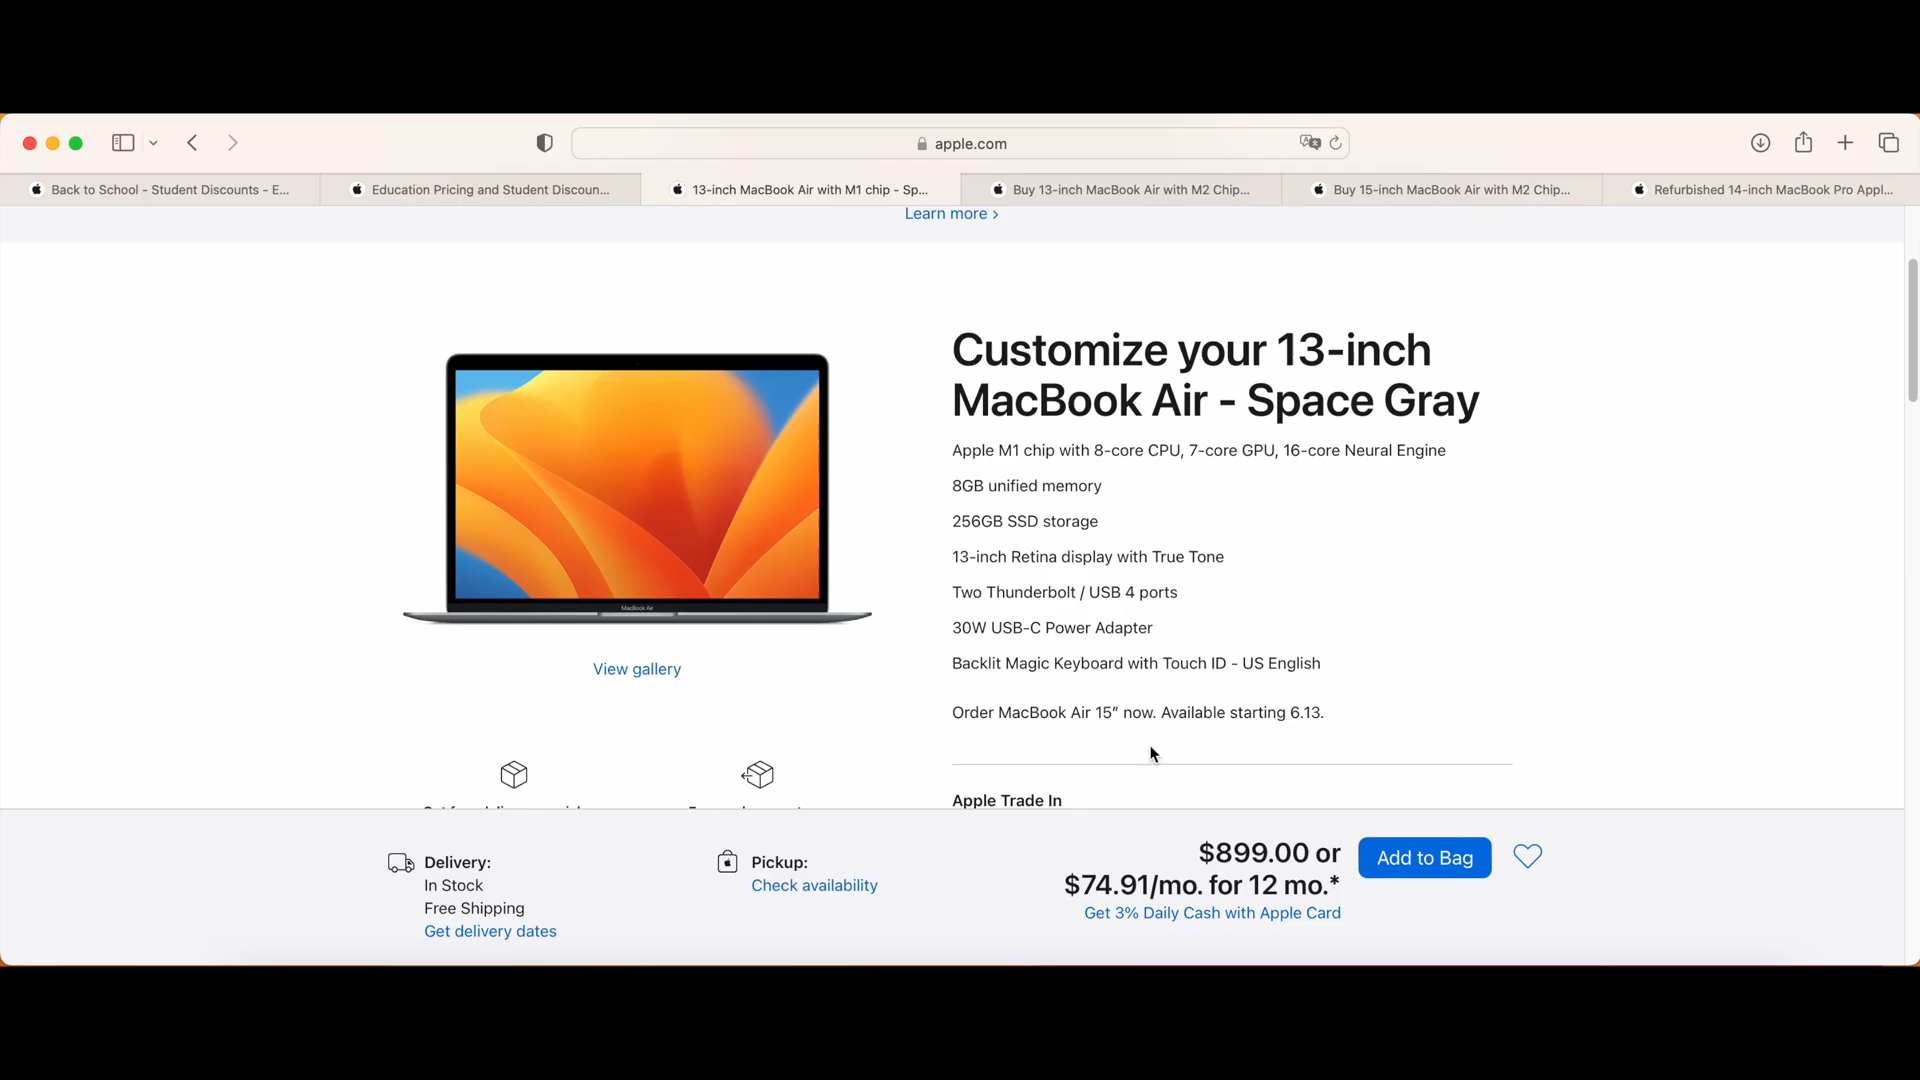 apple.com
Back to School - Student Discounts - E...
Education Pricing and Student Discoun...
13-inch MacBook Air with M1 chip - Sp...
Buy 13-inch MacBook Air with M2 Chip...
Buy 15-inch MacBook Air with M2 Chip...
Refurbished 14-inch MacBook Pro Appl...
Learn more >
Customize your 13-inch
MacBook Air - Space Gray
Apple M1 chip with 8-core CPU, 7-core GPU, 16-core Neural Engine
8GB unified memory
256GB SSD storage
13-inch Retina display with True Tone
Two Thunderbolt / USB 4 ports
30W USB-C Power Adapter
Backlit Magic Keyboard with Touch ID - US English
Order MacBook Air 15″ now. Available starting 6.13.
MacBook Air
View gallery
Apple Trade In
Delivery:
In Stock
Free Shipping
Get delivery dates
Pickup:
Check availability
$899.00 or
$74.91/mo. for 12 mo.*
Get 3% Daily Cash with Apple Card
Add to Bag